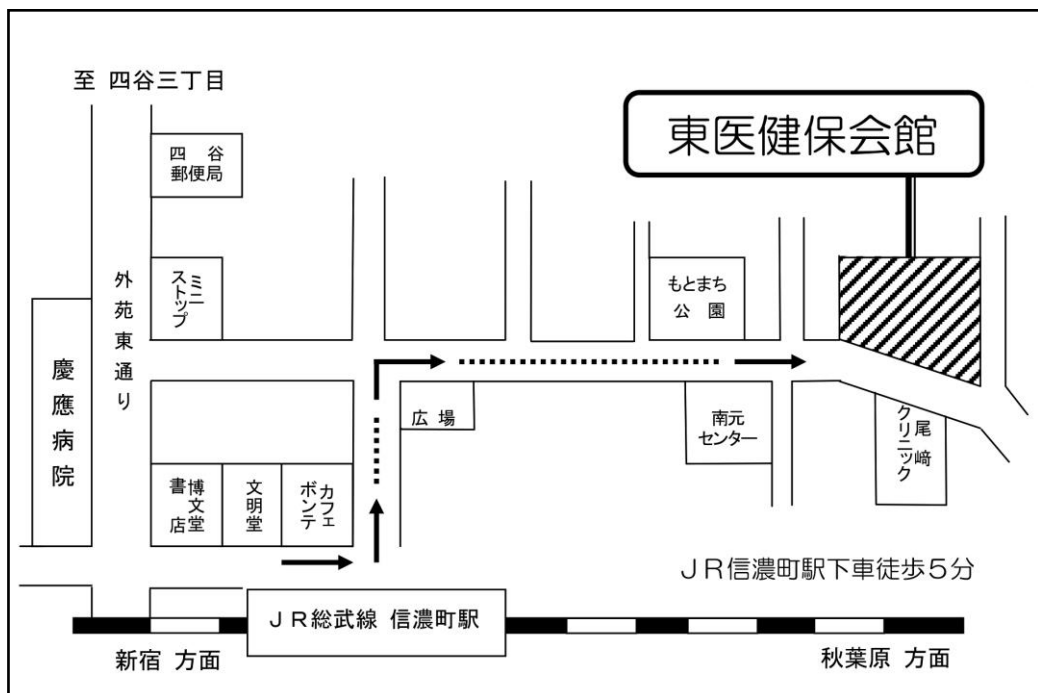 至 四谷三丁目
東医健保会館
四 谷
郵便局
ミニ
ストップ
外苑東通り
もとまち
公 園
慶應病院
広 場
南元
センター
尾﨑
クリニック
博文堂
書店
文明堂
カフェ
ボンテ
JR信濃町駅下車徒歩5分
JR総武線 信濃町駅
新宿 方面
秋葉原 方面